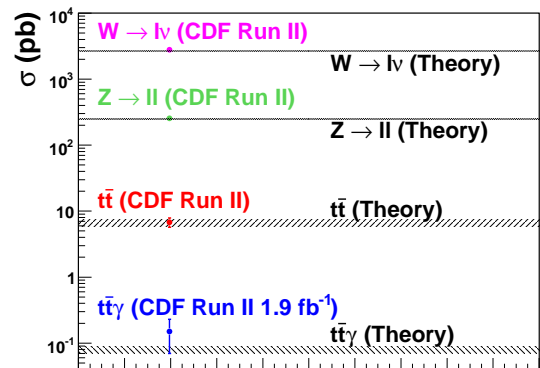 σ (pb)
10⁴
W → lν (CDF Run II)
W → lν (Theory)
10³
Z → ll (CDF Run II)
Z → ll (Theory)
10²
tt̄ (CDF Run II)
tt̄ (Theory)
10
1
tt̄γ (CDF Run II 1.9 fb⁻¹)
tt̄γ (Theory)
10⁻¹